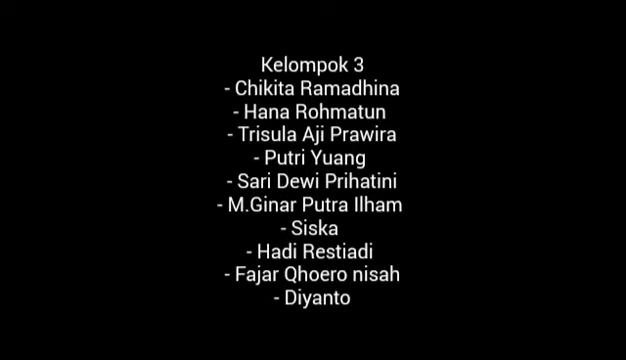 Kelompok 3
- Chikita Ramadhina
- Hana Rohmatun
- Trisula Aji Prawira
- Putri Yuang
- Sari Dewi Prihatini
- M.Ginar Putra Ilham
- Siska
- Hadi Restiadi
- Fajar Qhoero nisah
- Diyanto